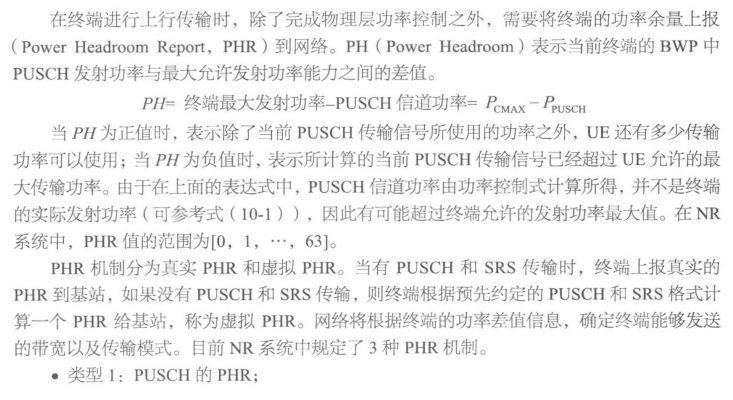 在终端进行上行传输时，除了完成物理层功率控制之外，需要将终端的功率余量上报
（Power Headroom Report，PHR）到网络。PH（Power Headroom）表示当前终端的 BWP 中
PUSCH 发射功率与最大允许发射功率能力之间的差值。
PH= 终端最大发射功率–PUSCH 信道功率= P_CMAX – P_PUSCH
当 PH 为正值时，表示除了当前 PUSCH 传输信号所使用的功率之外，UE 还有多少传输
功率可以使用；当 PH 为负值时，表示所计算的当前 PUSCH 传输信号已经超过 UE 允许的最
大传输功率。由于在上面的表达式中，PUSCH 信道功率由功率控制式计算所得，并不是终端
的实际发射功率（可参考式（10-1）），因此有可能超过终端允许的发射功率最大值。在 NR
系统中，PHR 值的范围为[0，1，…，63]。
PHR 机制分为真实 PHR 和虚拟 PHR。当有 PUSCH 和 SRS 传输时，终端上报真实的
PHR 到基站，如果没有 PUSCH 和 SRS 传输，则终端根据预先约定的 PUSCH 和 SRS 格式计
算一个 PHR 给基站，称为虚拟 PHR。网络将根据终端的功率差值信息，确定终端能够发送
的带宽以及传输模式。目前 NR 系统中规定了 3 种 PHR 机制。
• 类型 1：PUSCH 的 PHR；